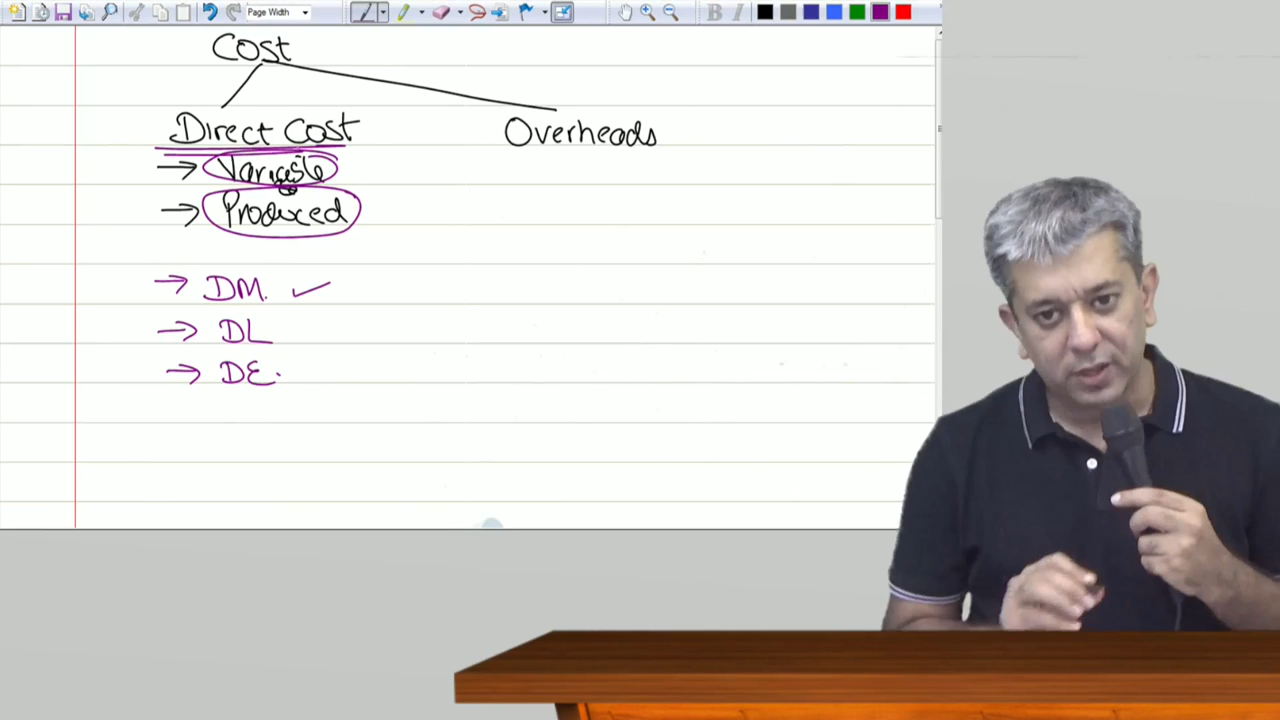 Page Width
B I
Cost
Direct Cost Overheads
→ Variable
→ Produced
→ DM. ✓
→ DL
→ DE.